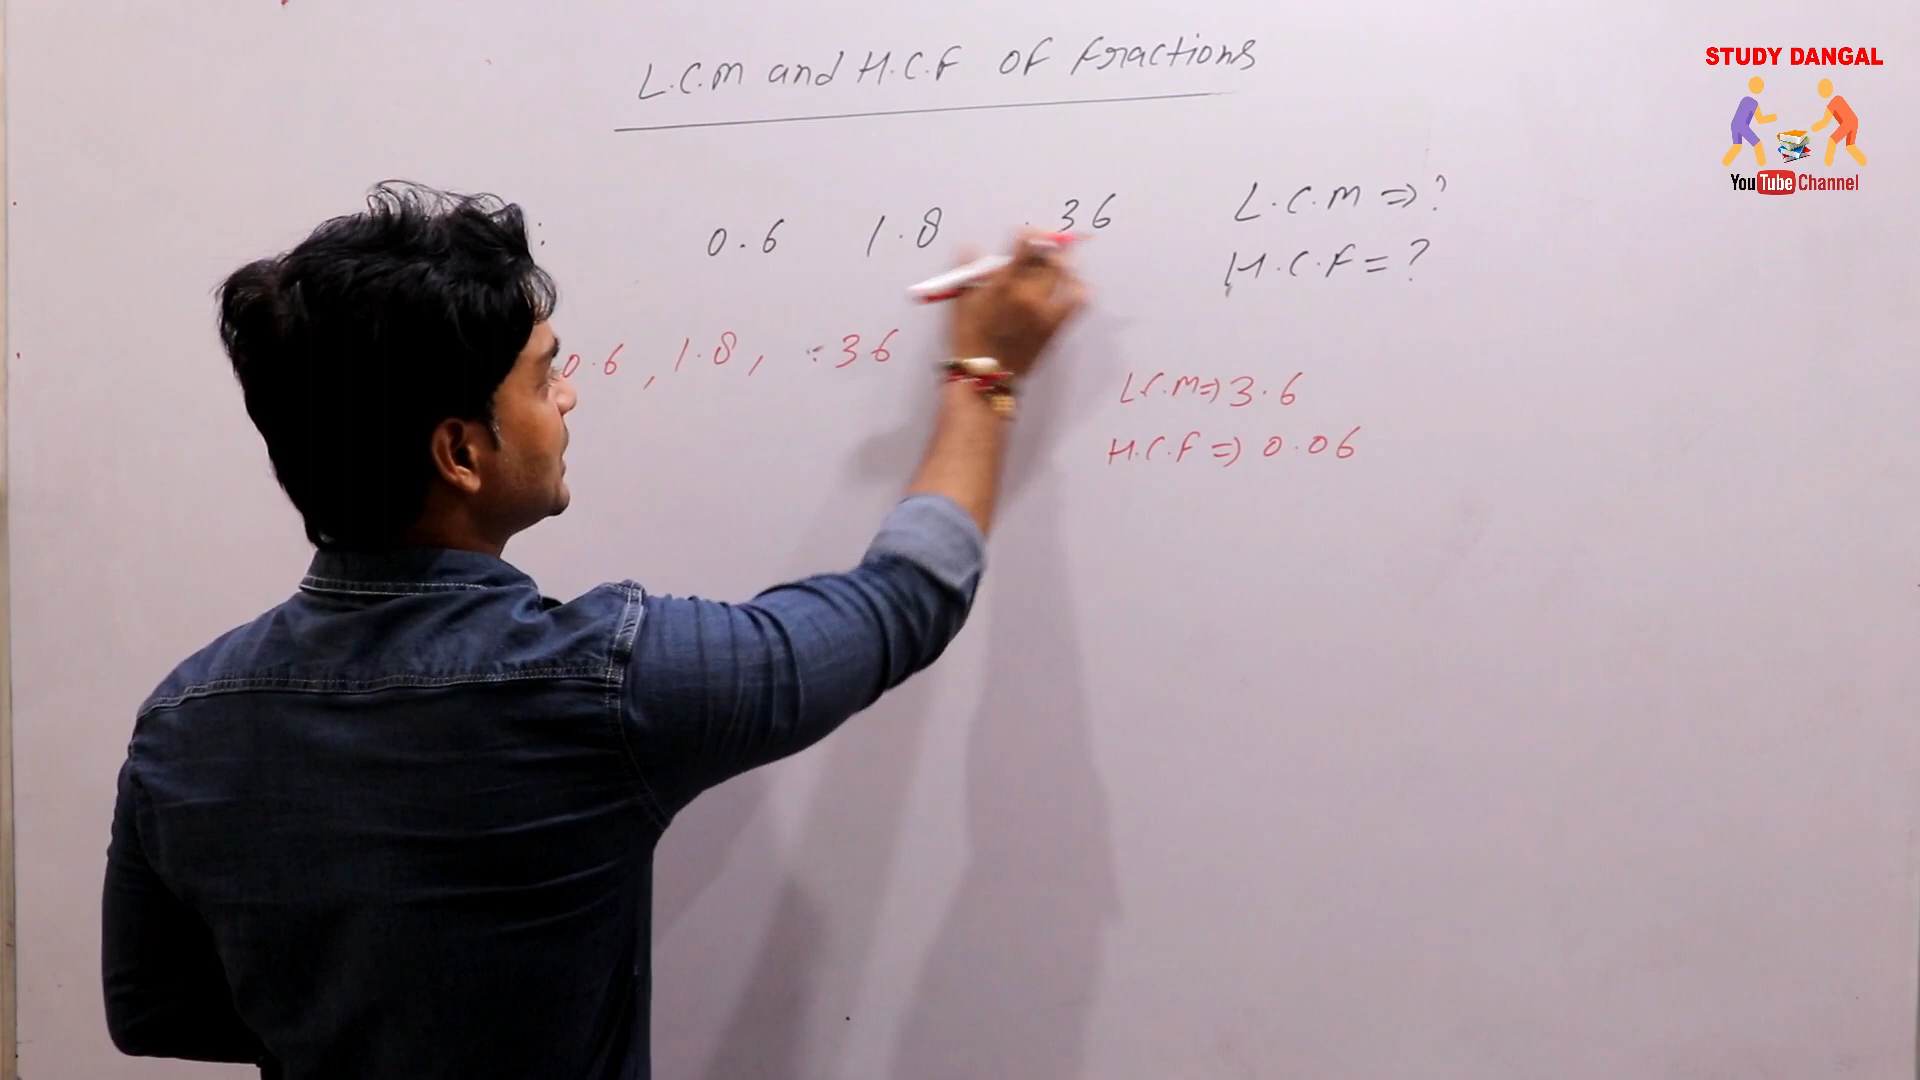 L.C.M and H.C.F OF fractions
STUDY DANGAL
YouTube Channel
: 0.6 1.8 .36
L.C.M => ?
H.C.F = ?
0.6 , 1.8 , .36
L.C.M => 3.6
H.C.F => 0.06